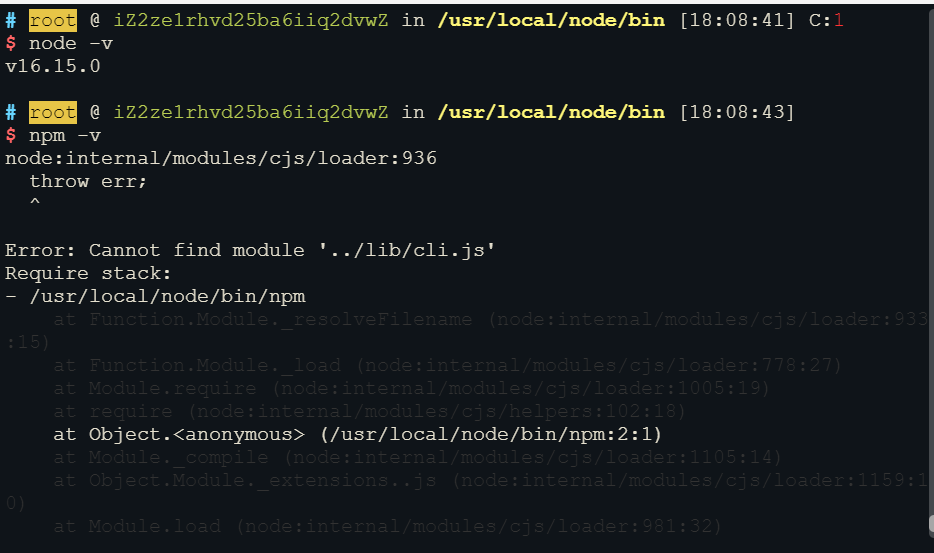 # root @ iZ2ze1rhvd25ba6iiq2dvwZ in /usr/local/node/bin [18:08:41] C:1
$ node -v
v16.15.0
# root @ iZ2ze1rhvd25ba6iiq2dvwZ in /usr/local/node/bin [18:08:43]
$ npm -v
node:internal/modules/cjs/loader:936
  throw err;
  ^
Error: Cannot find module '../lib/cli.js'
Require stack:
- /usr/local/node/bin/npm
    at Function.Module._resolveFilename (node:internal/modules/cjs/loader:933
:15)
    at Function.Module._load (node:internal/modules/cjs/loader:778:27)
    at Module.require (node:internal/modules/cjs/loader:1005:19)
    at require (node:internal/modules/cjs/helpers:102:18)
    at Object.<anonymous> (/usr/local/node/bin/npm:2:1)
    at Module._compile (node:internal/modules/cjs/loader:1105:14)
    at Object.Module._extensions..js (node:internal/modules/cjs/loader:1159:1
0)
    at Module.load (node:internal/modules/cjs/loader:981:32)